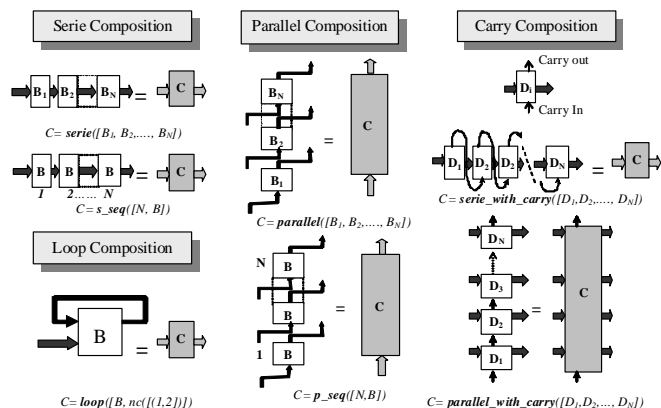 Serie Composition
B1 B2 BN = C
C= serie([B1, B2,...., BN])
B B B = C
1 2...... N
C= s_seq([N, B])
Loop Composition
B = C
C= loop([B, nc([(1,2])])
Parallel Composition
BN
B2
B1
= C
C= parallel([B1, B2,...., BN])
N B
B
1 B
= C
C= p_seq([N,B])
Carry Composition
Carry out
Di
Carry In
D1 D2 D2 DN = C
C= serie_with_carry([D1,D2,...., DN])
DN
D3
D2
D1
= C
C= parallel_with_carry([D1,D2,..., DN])